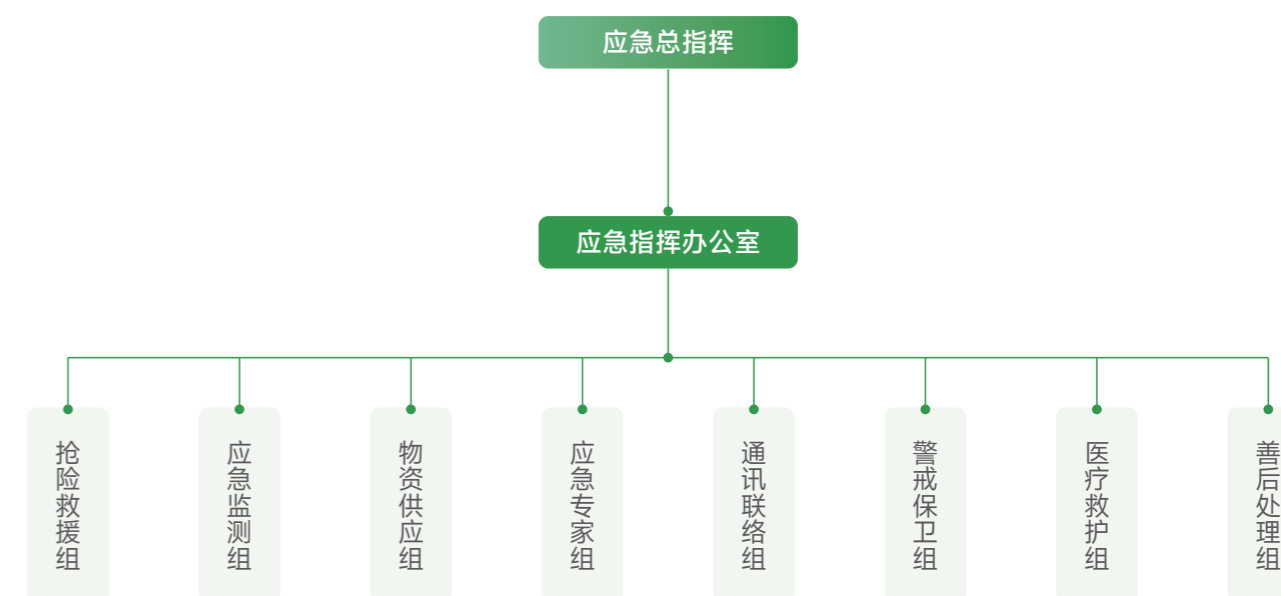 应急总指挥
应急指挥办公室
抢险救援组
应急监测组
物资供应组
应急专家组
通讯联络组
警戒保卫组
医疗救护组
善后处理组